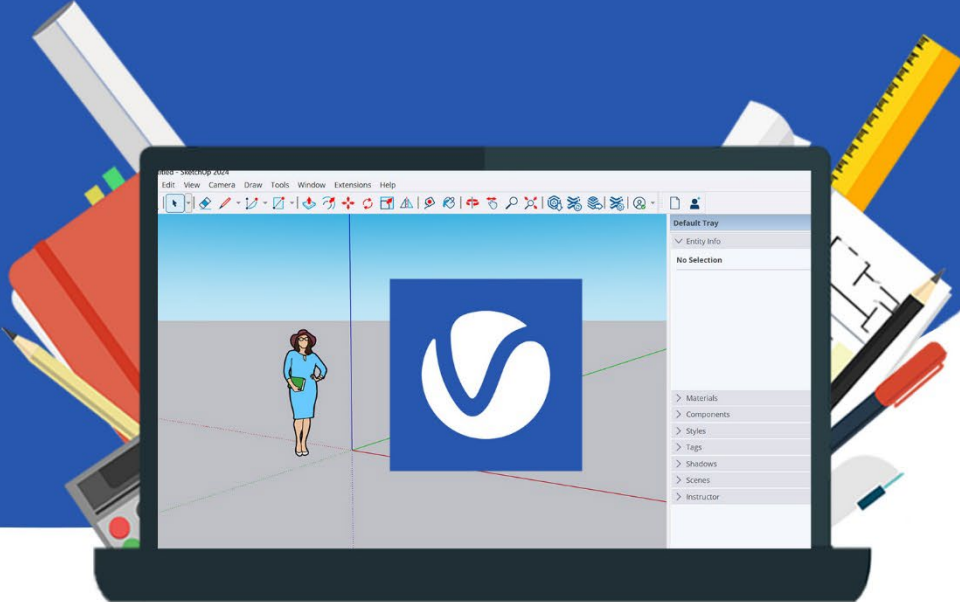 Untitled - SketchUp 2024
Edit View Camera Draw Tools Window Extensions Help
Default Tray
Entity Info
No Selection
Materials
Components
Styles
Tags
Shadows
Scenes
Instructor